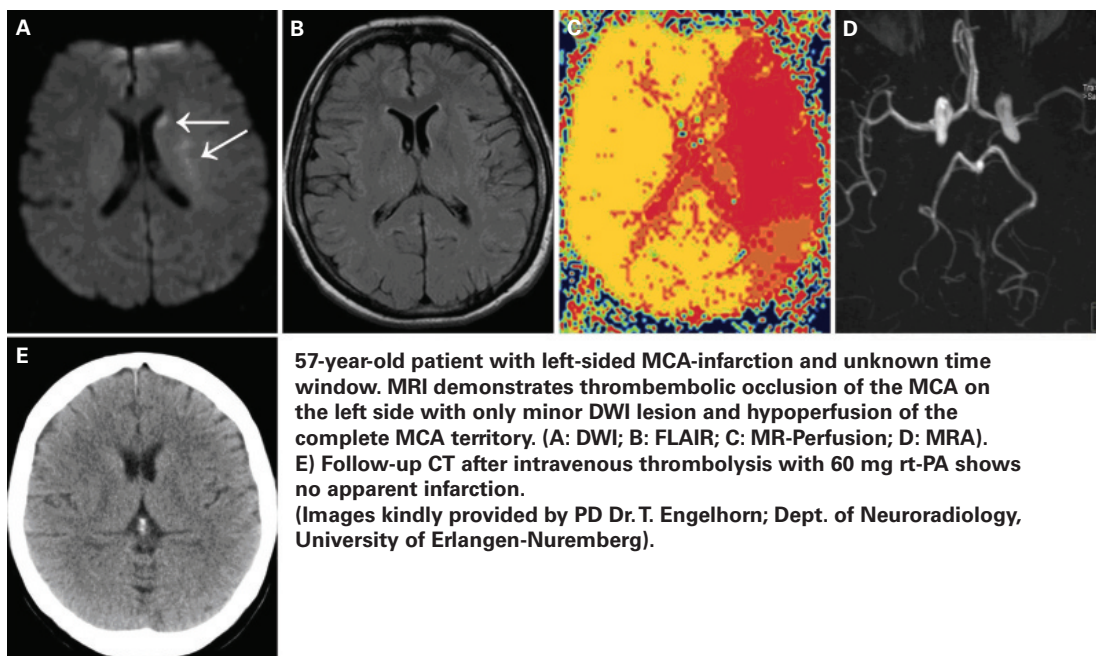 A
B
C
D
E
57-year-old patient with left-sided MCA-infarction and unknown time
window. MRI demonstrates thrombembolic occlusion of the MCA on
the left side with only minor DWI lesion and hypoperfusion of the
complete MCA territory. (A: DWI; B: FLAIR; C: MR-Perfusion; D: MRA).
E) Follow-up CT after intravenous thrombolysis with 60 mg rt-PA shows
no apparent infarction.
(Images kindly provided by PD Dr. T. Engelhorn; Dept. of Neuroradiology,
University of Erlangen-Nuremberg).